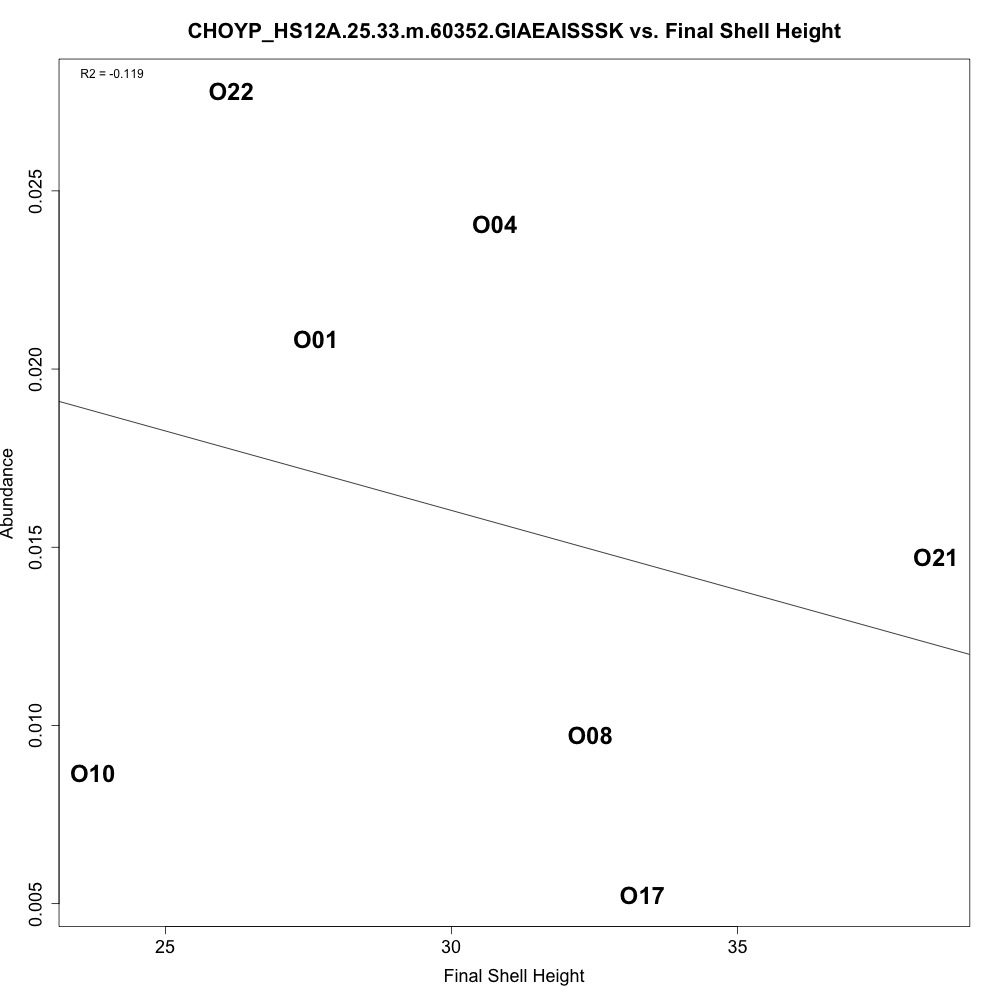 CHOYP_HS12A.25.33.m.60352.GIAEAISSSK vs. Final Shell Height
R2 = -0.119
O22
0.025
O04
O01
0.020
Abundance
0.015
O21
0.010
O08
O10
O17
0.005
25 30 35
Final Shell Height